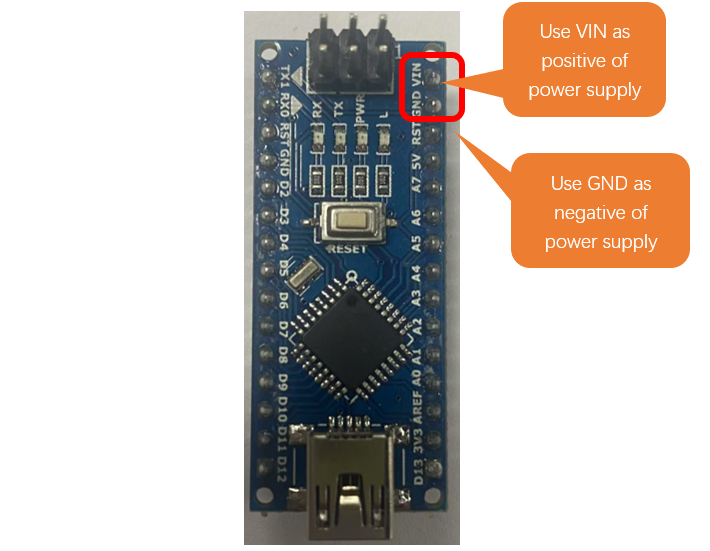 Use VIN as
positive of
power supply
Use GND as
negative of
power supply
TX1
RX0
RST
GND
D2
D3
D4
D5
D6
D7
D8
D9
D10
D11
D12
RX
TX
PWR
L
1
RESET
VIN
GND
RST
5V
A7
A6
A5
A4
A3
A2
A1
A0
AREF
3V3
D13